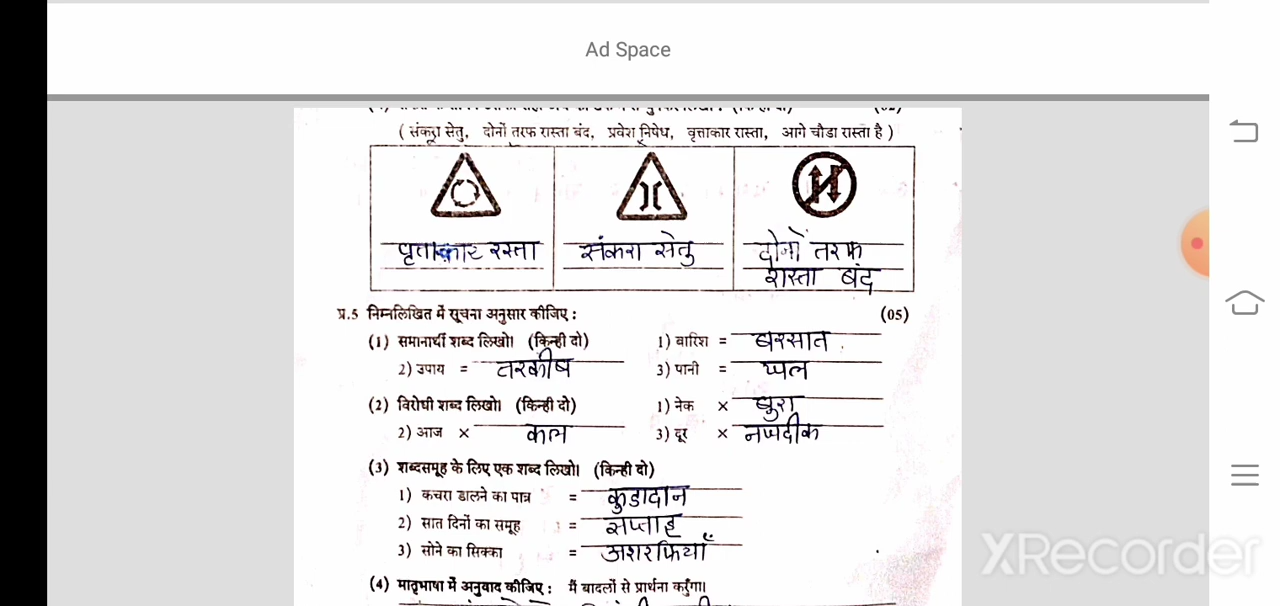 Ad Space
( संकरा सेतु, दोनों तरफ रास्ता बंद, प्रवेश निषेध, वृत्ताकार रास्ता, आगे चौडा रास्ता है )
वृत्ताकार रस्ता
संकरा सेतु
दोनों तरफ
रास्ता बंद
प्र.5 निम्नलिखित में सूचना अनुसार कीजिए : (05)
(1) समानार्थी शब्द लिखो। (किन्ही दो) 1) बारिश = बरसात
2) उपाय = तरकीब 3) पानी = जल
(2) विरोधी शब्द लिखो। (किन्ही दो) 1) नेक × बुरा
2) आज × कल 3) दूर × नजदीक
(3) शब्दसमूह के लिए एक शब्द लिखो। (किन्ही दो)
1) कचरा डालने का पात्र = कुडादान
2) सात दिनों का समूह = सप्ताह
3) सोने का सिक्का = अशरफियाँ
(4) मातृभाषा में अनुवाद कीजिए : मैं बादलों से प्रार्थना करुँगा।
XRecorder